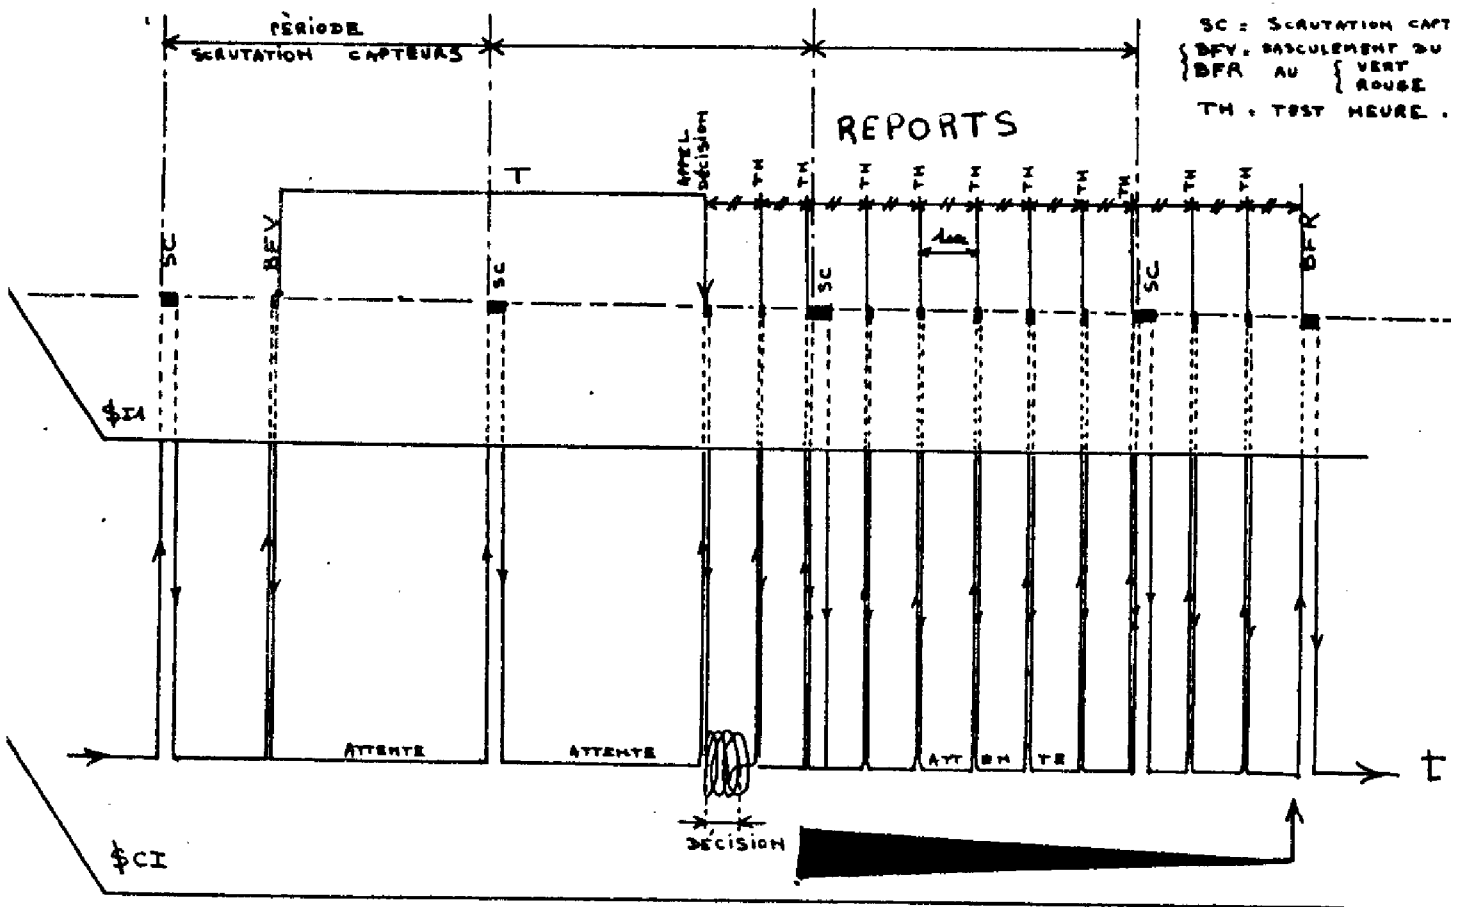 PÈRIODE
SCRUTATION CAPTEURS
SC = SCRUTATION CAPT
BFV = BASCULEMENT DU
BFR AU VERT
ROUGE
TH = TEST HEURE .
REPORTS
APPEL
DÉCISION
T
TH
TH
TH
TH
TH
TH
TH
TH
TH
TH
SC
BFV
SC
SC
SC
BFR
$I1
ATTENTE
ATTENTE
ATTENTE
t
DÉCISION
$CI